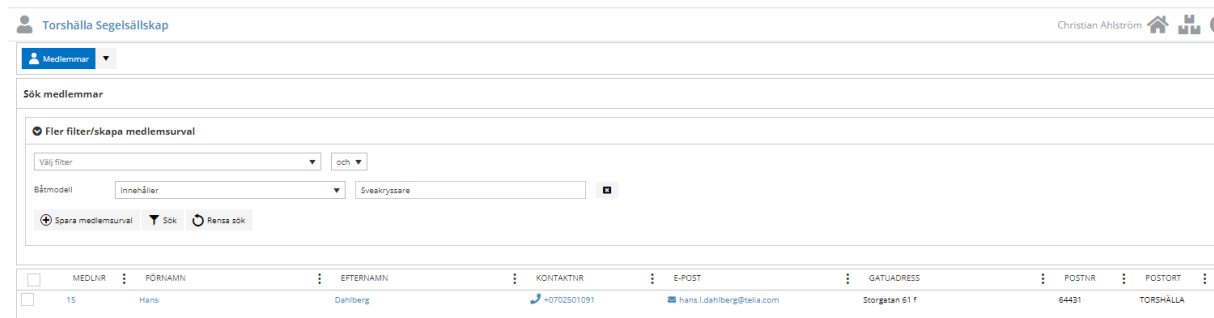 Torshälla Segelsällskap
Christian Ahlström
Medlemmar
Sök medlemmar
Fler filter/skapa medlemsurval
Välj filter och
Båtmodell Innehåller Sveakryssare
Spara medlemsurval Sök Rensa sök
MEDLNR FÖRNAMN EFTERNAMN KONTAKTNR E-POST GATUADRESS POSTNR POSTORT
15 Hans Dahlberg +0702501091 hans.l.dahlberg@telia.com Storgatan 61 f 64431 TORSHÄLLA